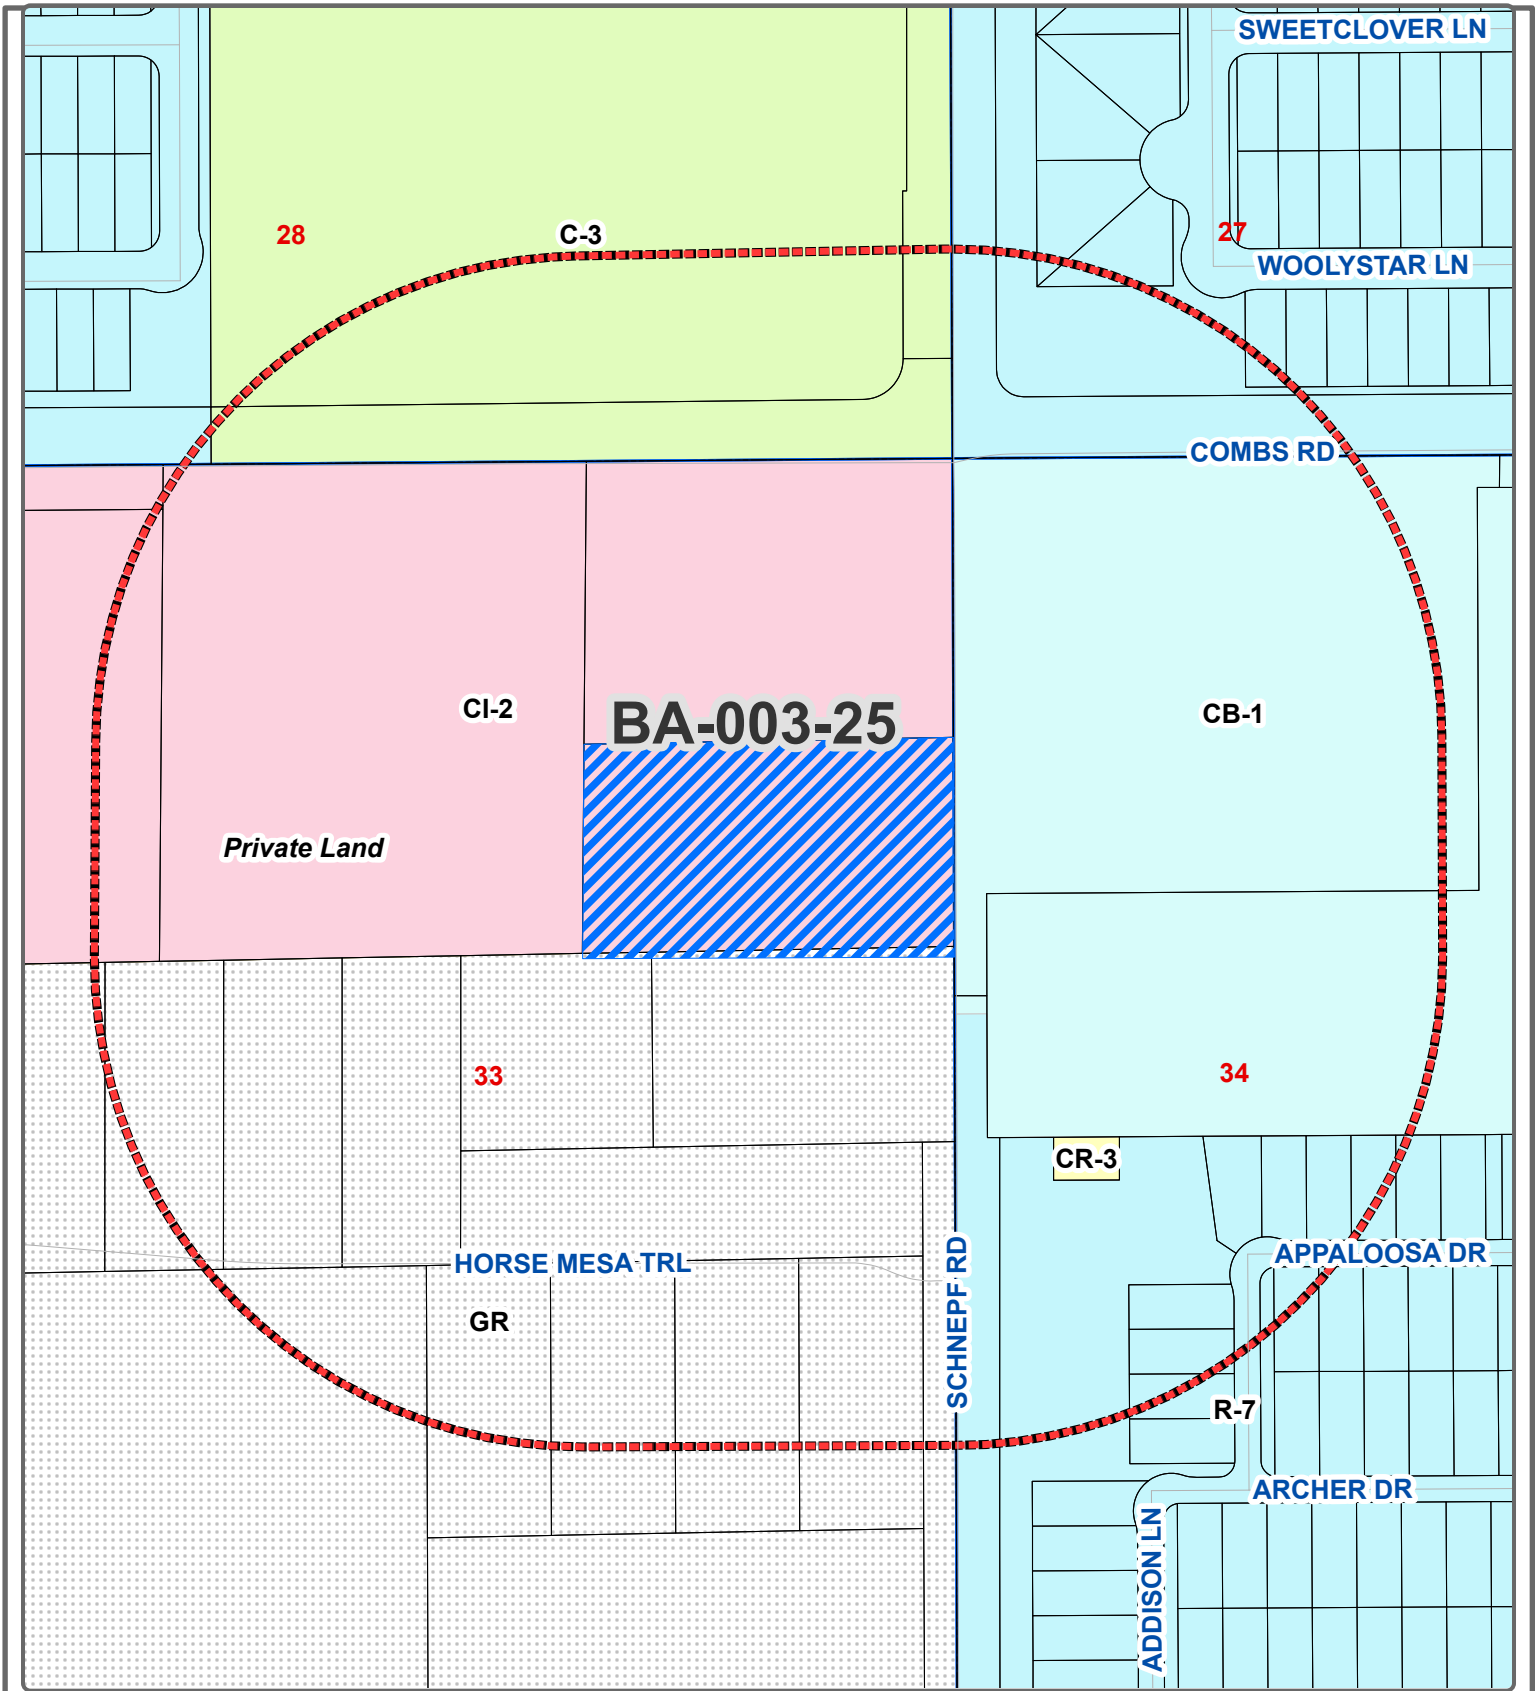 SWEETCLOVER LN
28
C-3
27
WOOLYSTAR LN
COMBS RD
CI-2
BA-003-25
CB-1
Private Land
33
34
CR-3
HORSE MESA TRL
SCHNEPF RD
APPALOOSA DR
GR
R-7
ARCHER DR
ADDISON LN